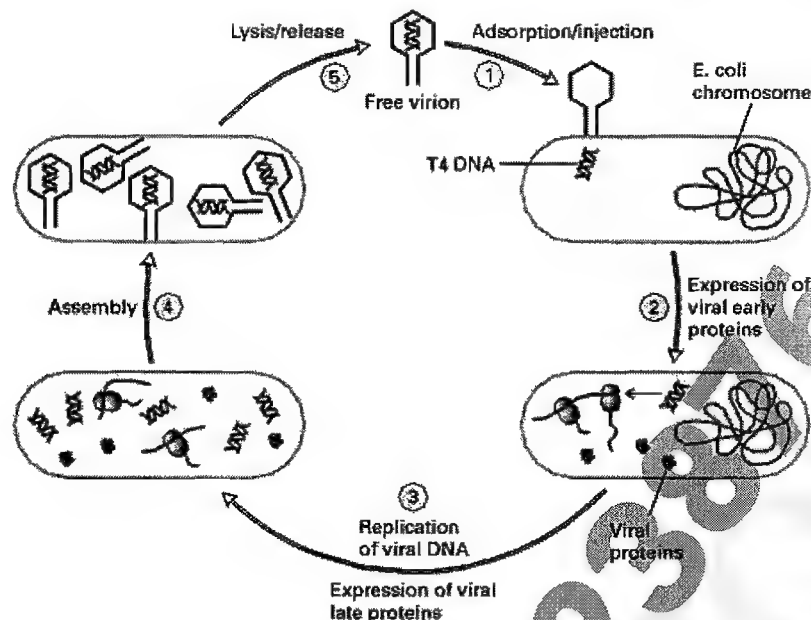 Lysis/release
5
Free virion
1
Adsorption/injection
E. coli
chromosome
T4 DNA
2
Expression of
viral early
proteins
Viral
proteins
3
Replication
of viral DNA
Expression of viral
late proteins
Assembly
4